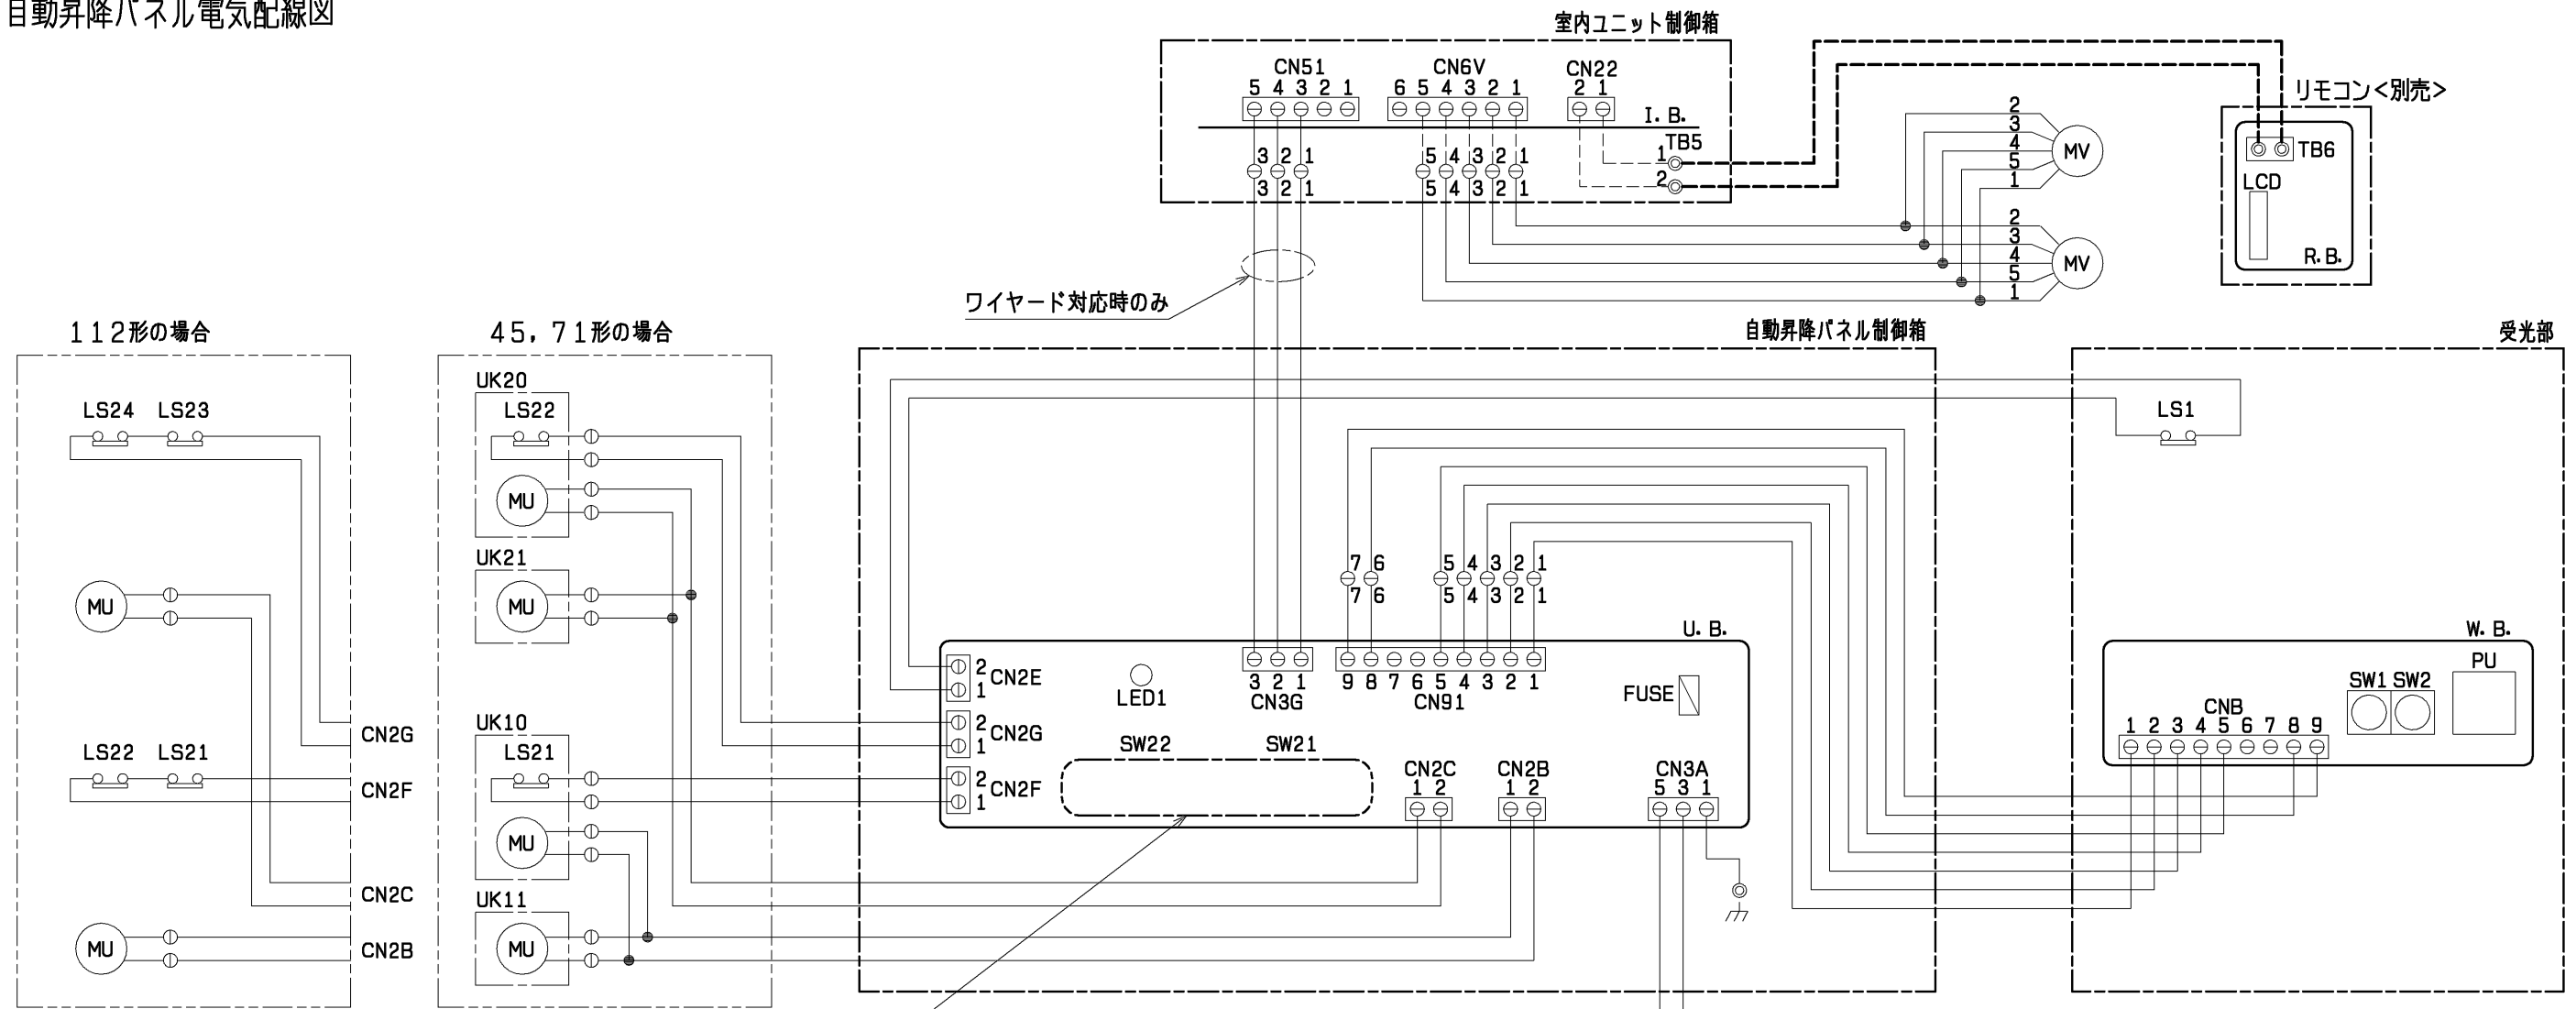 自動昇降パネル電気配線図
室内ユニット制御箱
CN51
CN6V
CN22
5 4 3 2 1
6 5 4 3 2 1
2 1
I.B.
TB5
3 2 1
5 4 3 2 1
1
2
3 2 1
5 4 3 2 1
リモコン<別売>
TB6
LCD
R.B.
2
3
4
5
1
MV
2
3
4
5
1
MV
ワイヤード対応時のみ
112形の場合
LS24 LS23
MU
LS22 LS21
MU
CN2G
CN2F
CN2C
CN2B
45,71形の場合
UK20
LS22
MU
UK21
MU
UK10
LS21
MU
UK11
MU
自動昇降パネル制御箱
7 6 5 4 3 2 1
7 6 5 4 3 2 1
U.B.
2
1
CN2E
2
1
CN2G
2
1
CN2F
LED1
3 2 1
CN3G
9 8 7 6 5 4 3 2 1
CN91
FUSE
SW22
SW21
CN2C
1 2
CN2B
1 2
CN3A
5 3 1
受光部
LS1
W.B.
PU
SW1 SW2
CNB
1 2 3 4 5 6 7 8 9